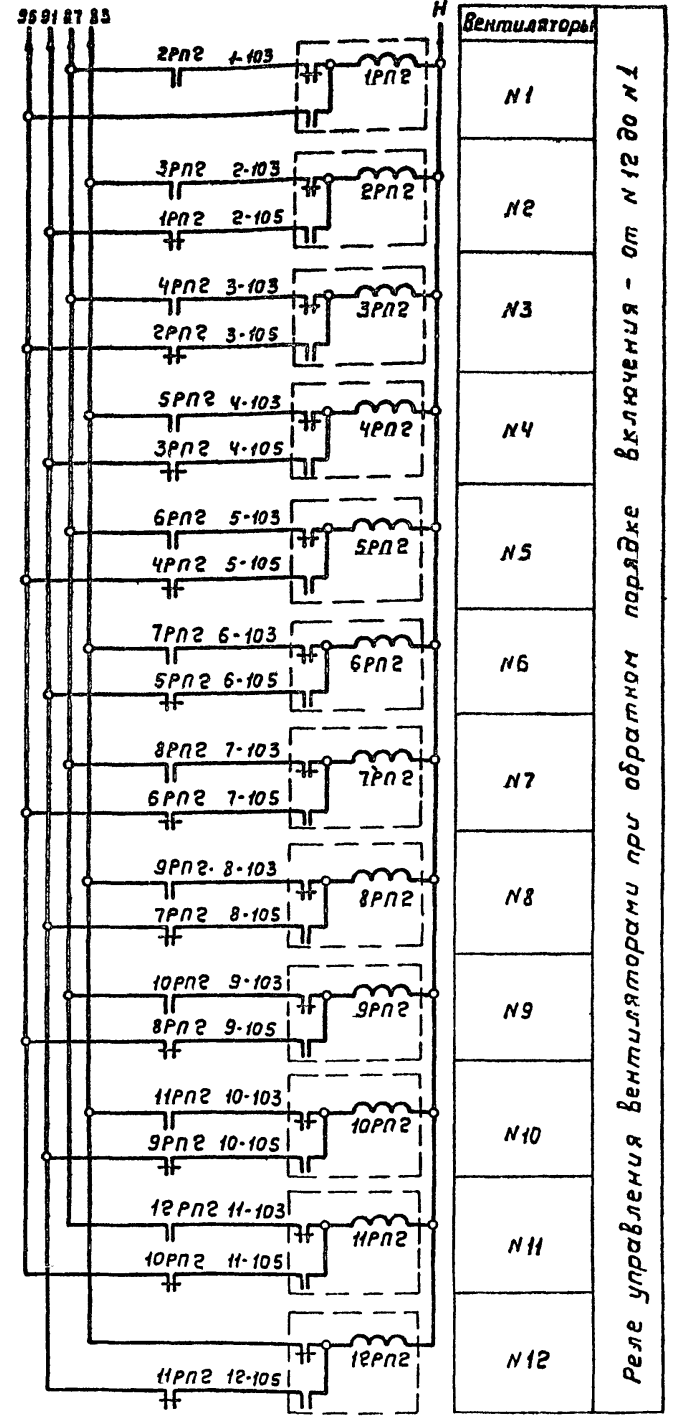 95 91 87 83
Н
Вентиляторы
2РП2 1-103
1РП2
N1
3РП2 2-103
2РП2
1РП2 2-105
N2
4РП2 3-103
3РП2
2РП2 3-105
N3
5РП2 4-103
4РП2
3РП2 4-105
N4
6РП2 5-103
5РП2
4РП2 5-105
N5
7РП2 6-103
6РП2
5РП2 6-105
N6
8РП2 7-103
7РП2
6РП2 7-105
N7
9РП2 8-103
8РП2
7РП2 8-105
N8
10РП2 9-103
9РП2
8РП2 9-105
N9
11РП2 10-103
10РП2
9РП2 10-105
N10
12РП2 11-103
11РП2
10РП2 11-105
N11
12РП2
11РП2 12-105
N12
Реле управления вентиляторами при обратном порядке включения - от N12 до N1